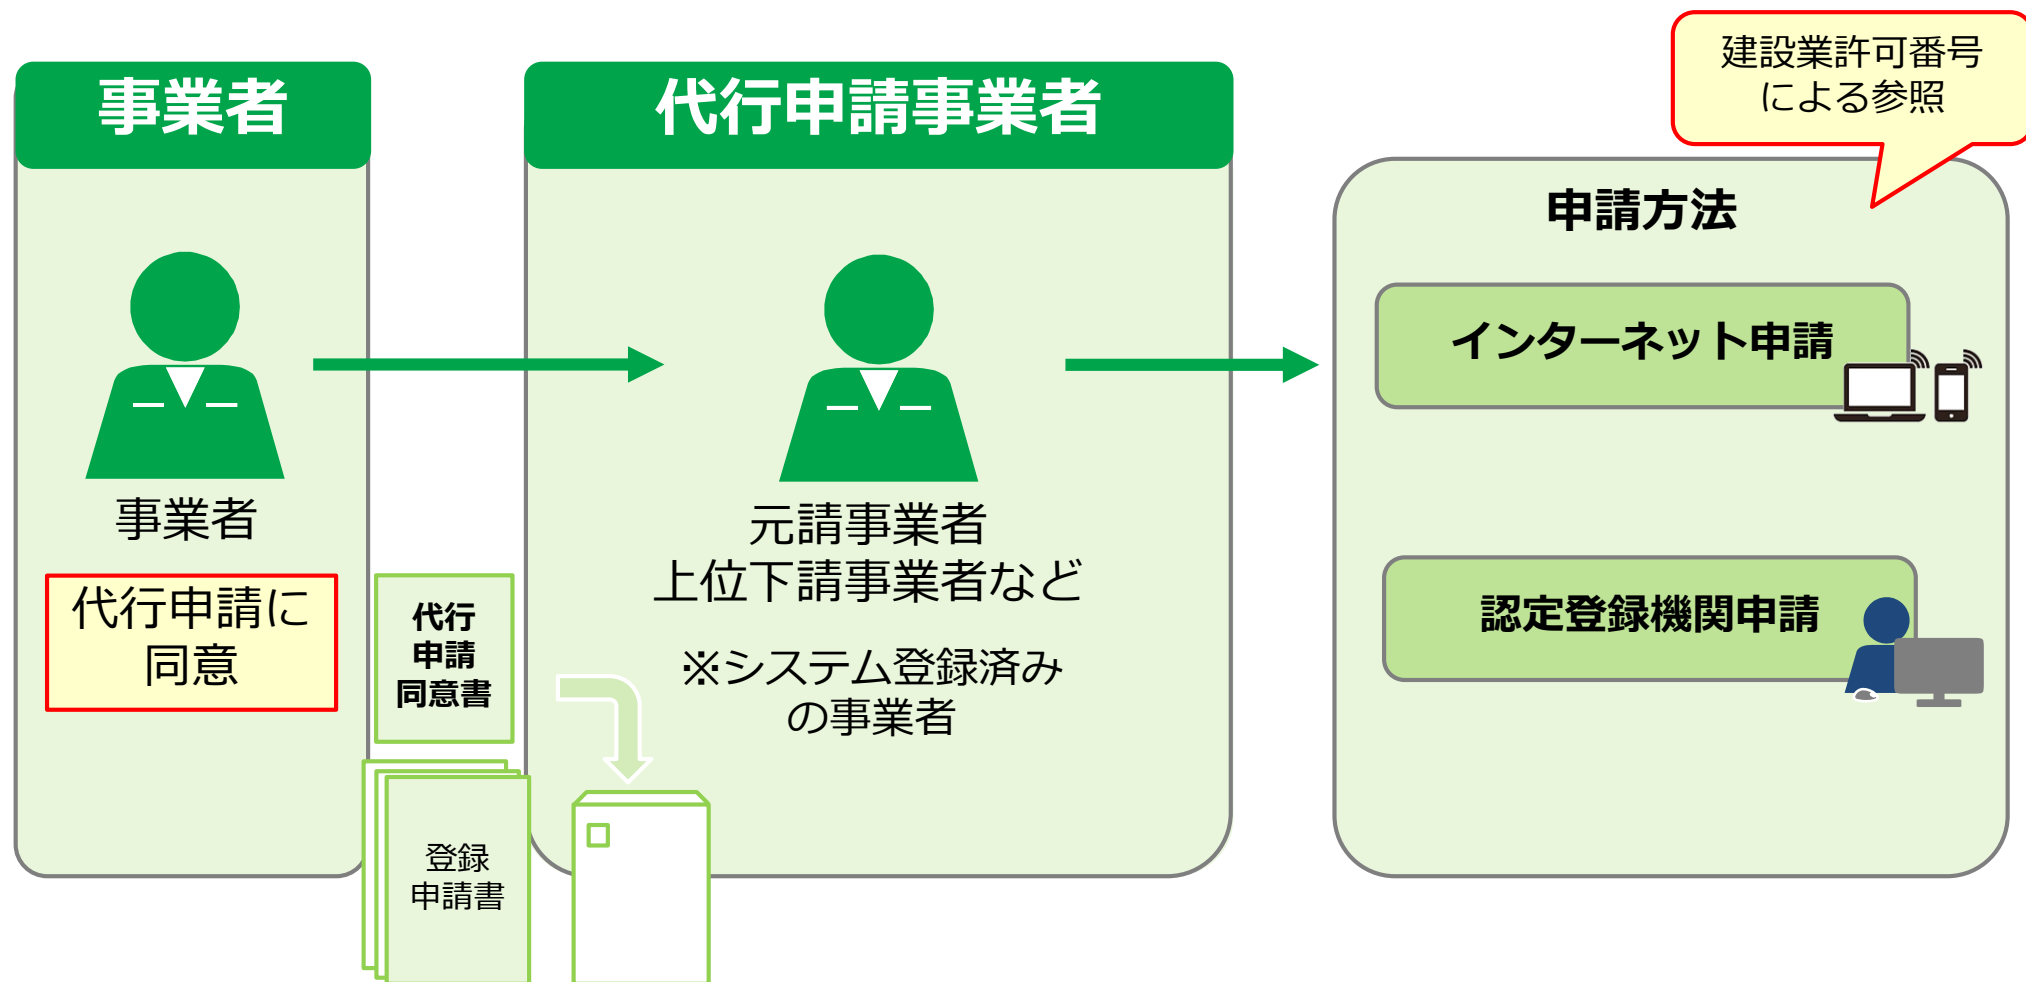 事業者
事業者
代行申請に
同意
代行
申請
同意書
登録
申請書
代行申請事業者
元請事業者
上位下請事業者など
※システム登録済み
の事業者
建設業許可番号
による参照
申請方法
インターネット申請
認定登録機関申請